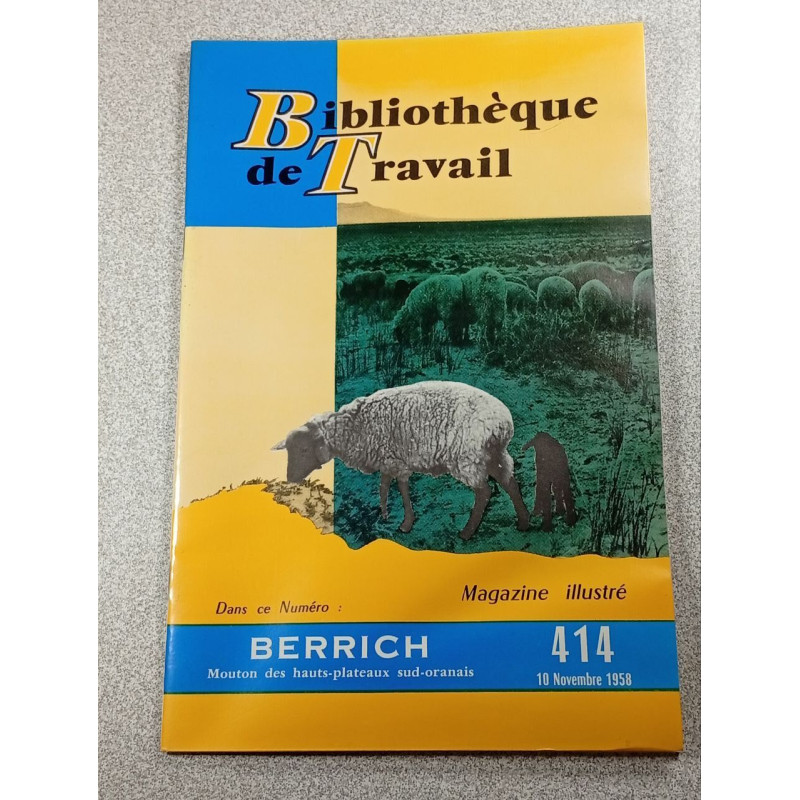 Bibliothèque
de Travail
Magazine illustré
Dans ce Numéro :
BERRICH
Mouton des hauts-plateaux sud-oranais
414
10 Novembre 1958